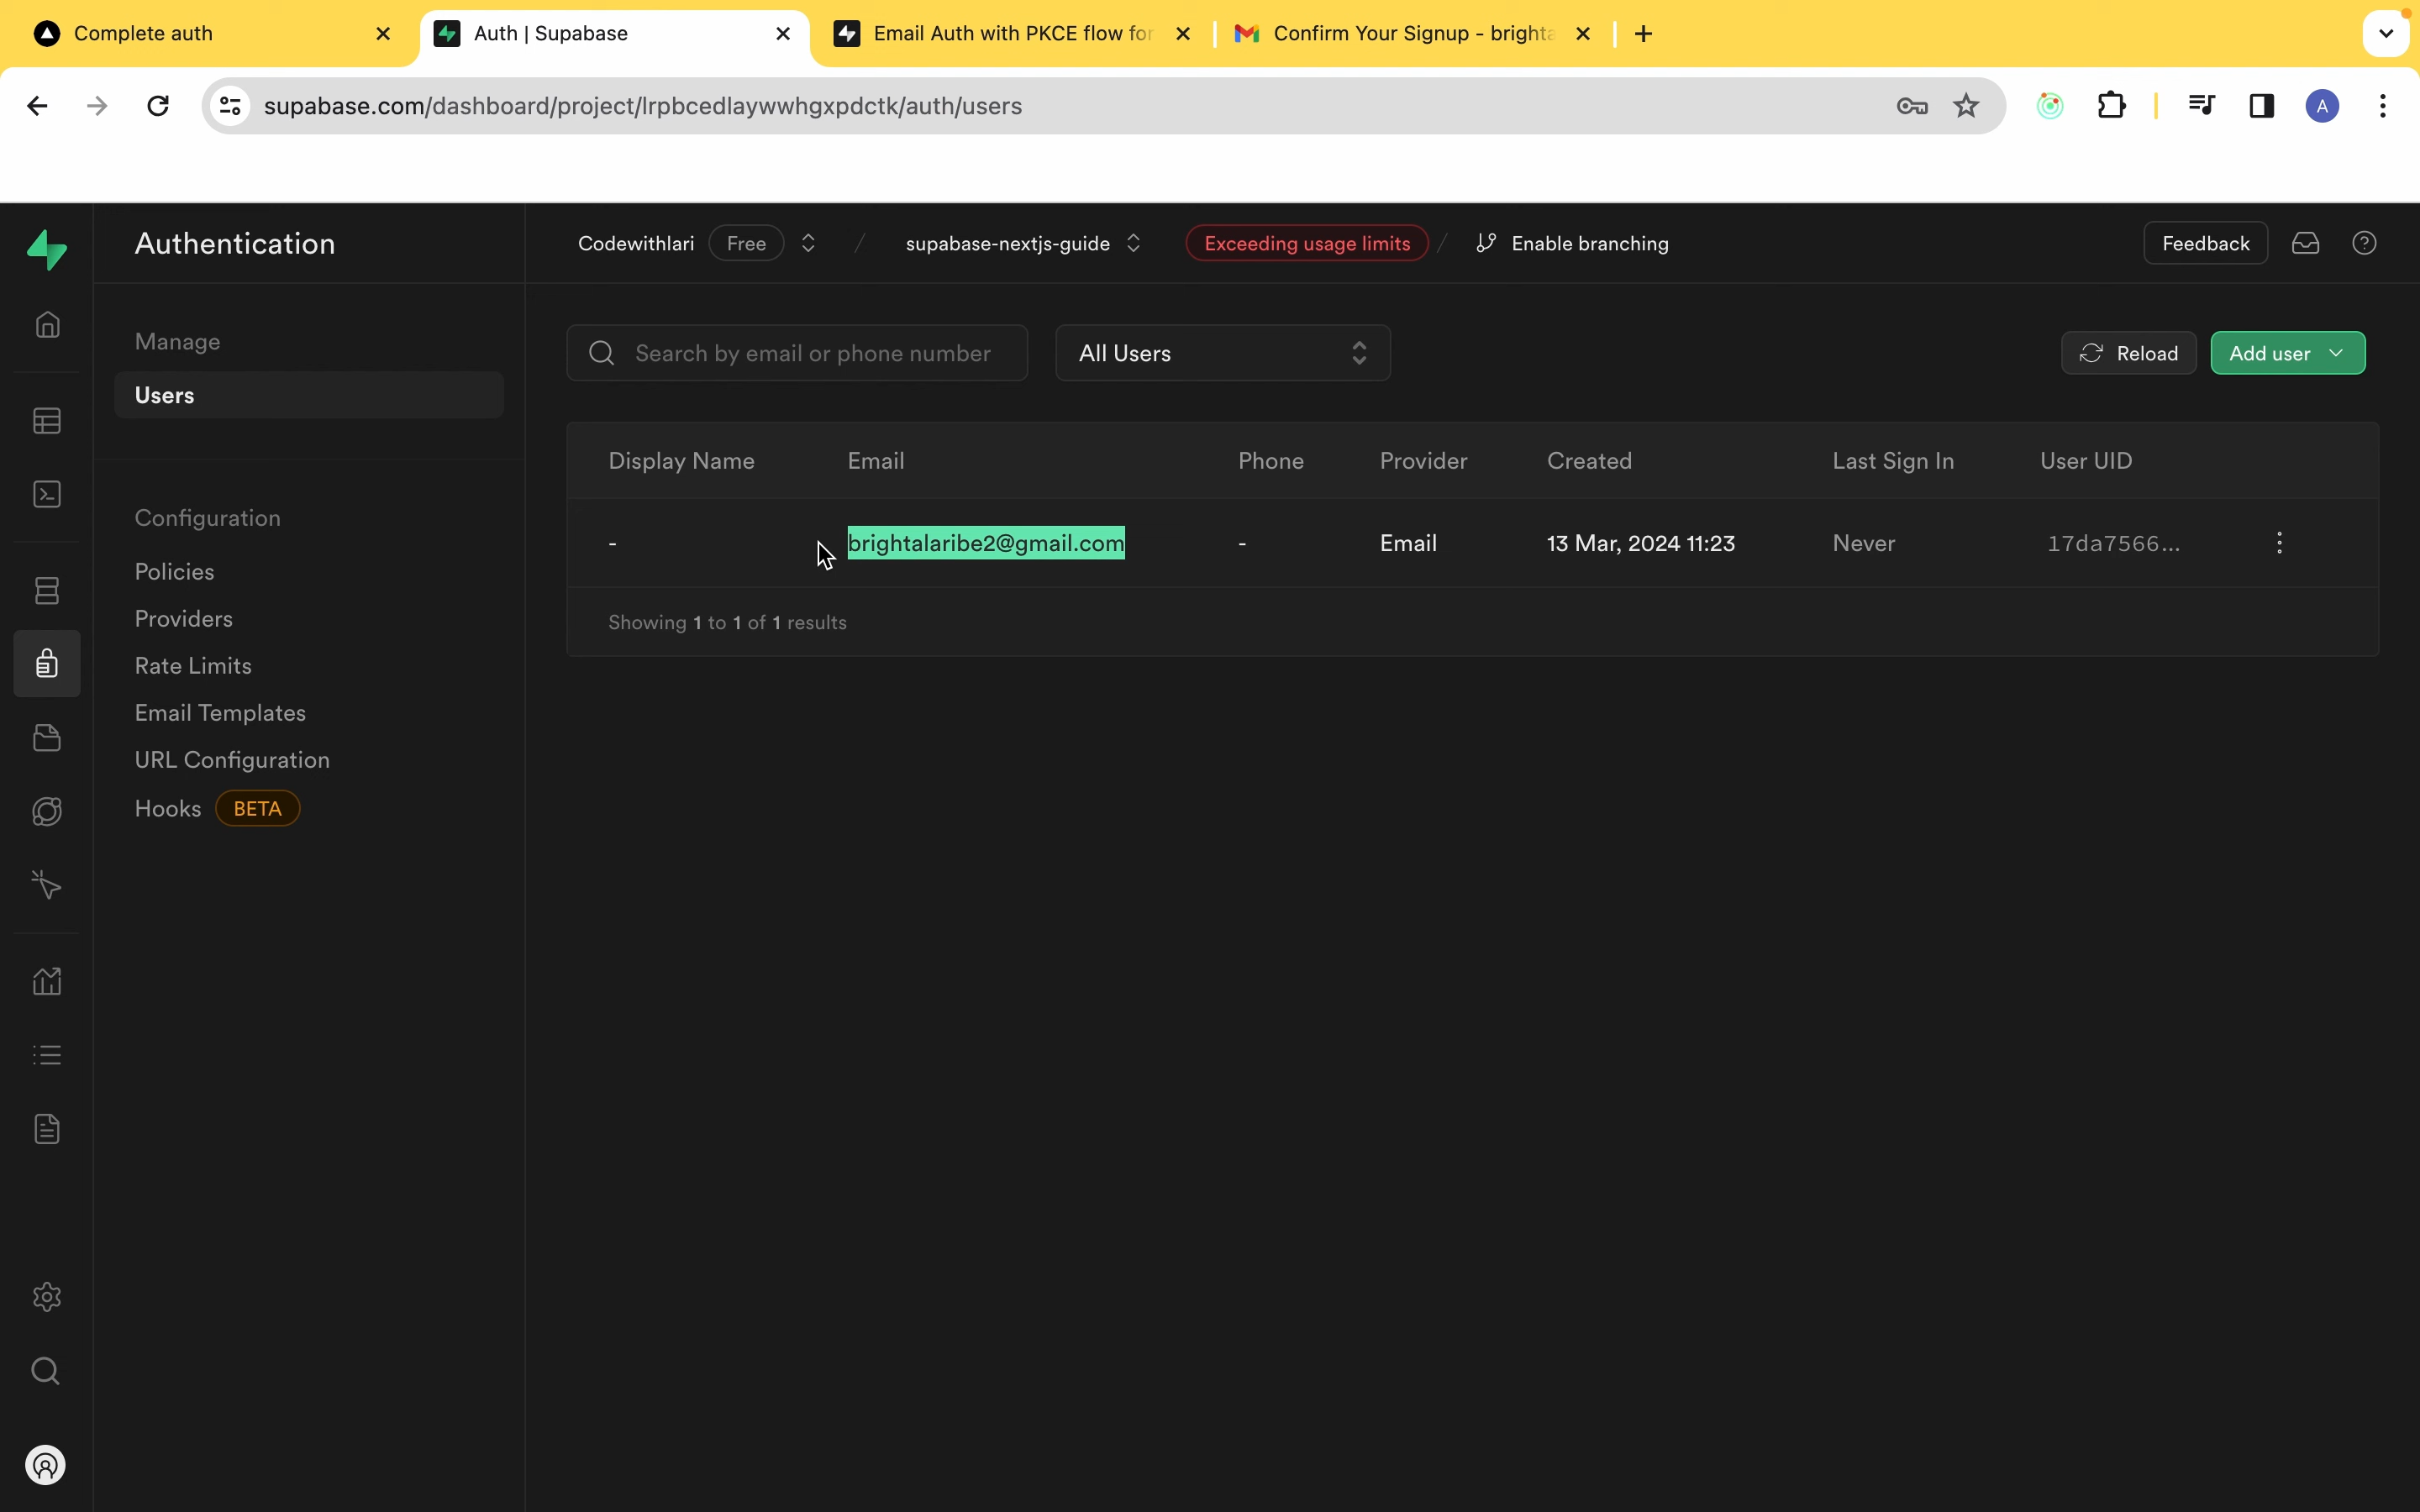 Complete auth
Auth | Supabase
Email Auth with PKCE flow for
Confirm Your Signup - brighta
supabase.com/dashboard/project/lrpbcedlaywwhgxpdctk/auth/users
A
Authentication
Codewithlari Free / supabase-nextjs-guide Exceeding usage limits / Enable branching
Feedback
Manage
Users
Configuration
Policies
Providers
Rate Limits
Email Templates
URL Configuration
Hooks BETA
Search by email or phone number
All Users
Reload
Add user
Display Name Email Phone Provider Created Last Sign In User UID
- brightalaribe2@gmail.com - Email 13 Mar, 2024 11:23 Never 17da7566...
Showing 1 to 1 of 1 results